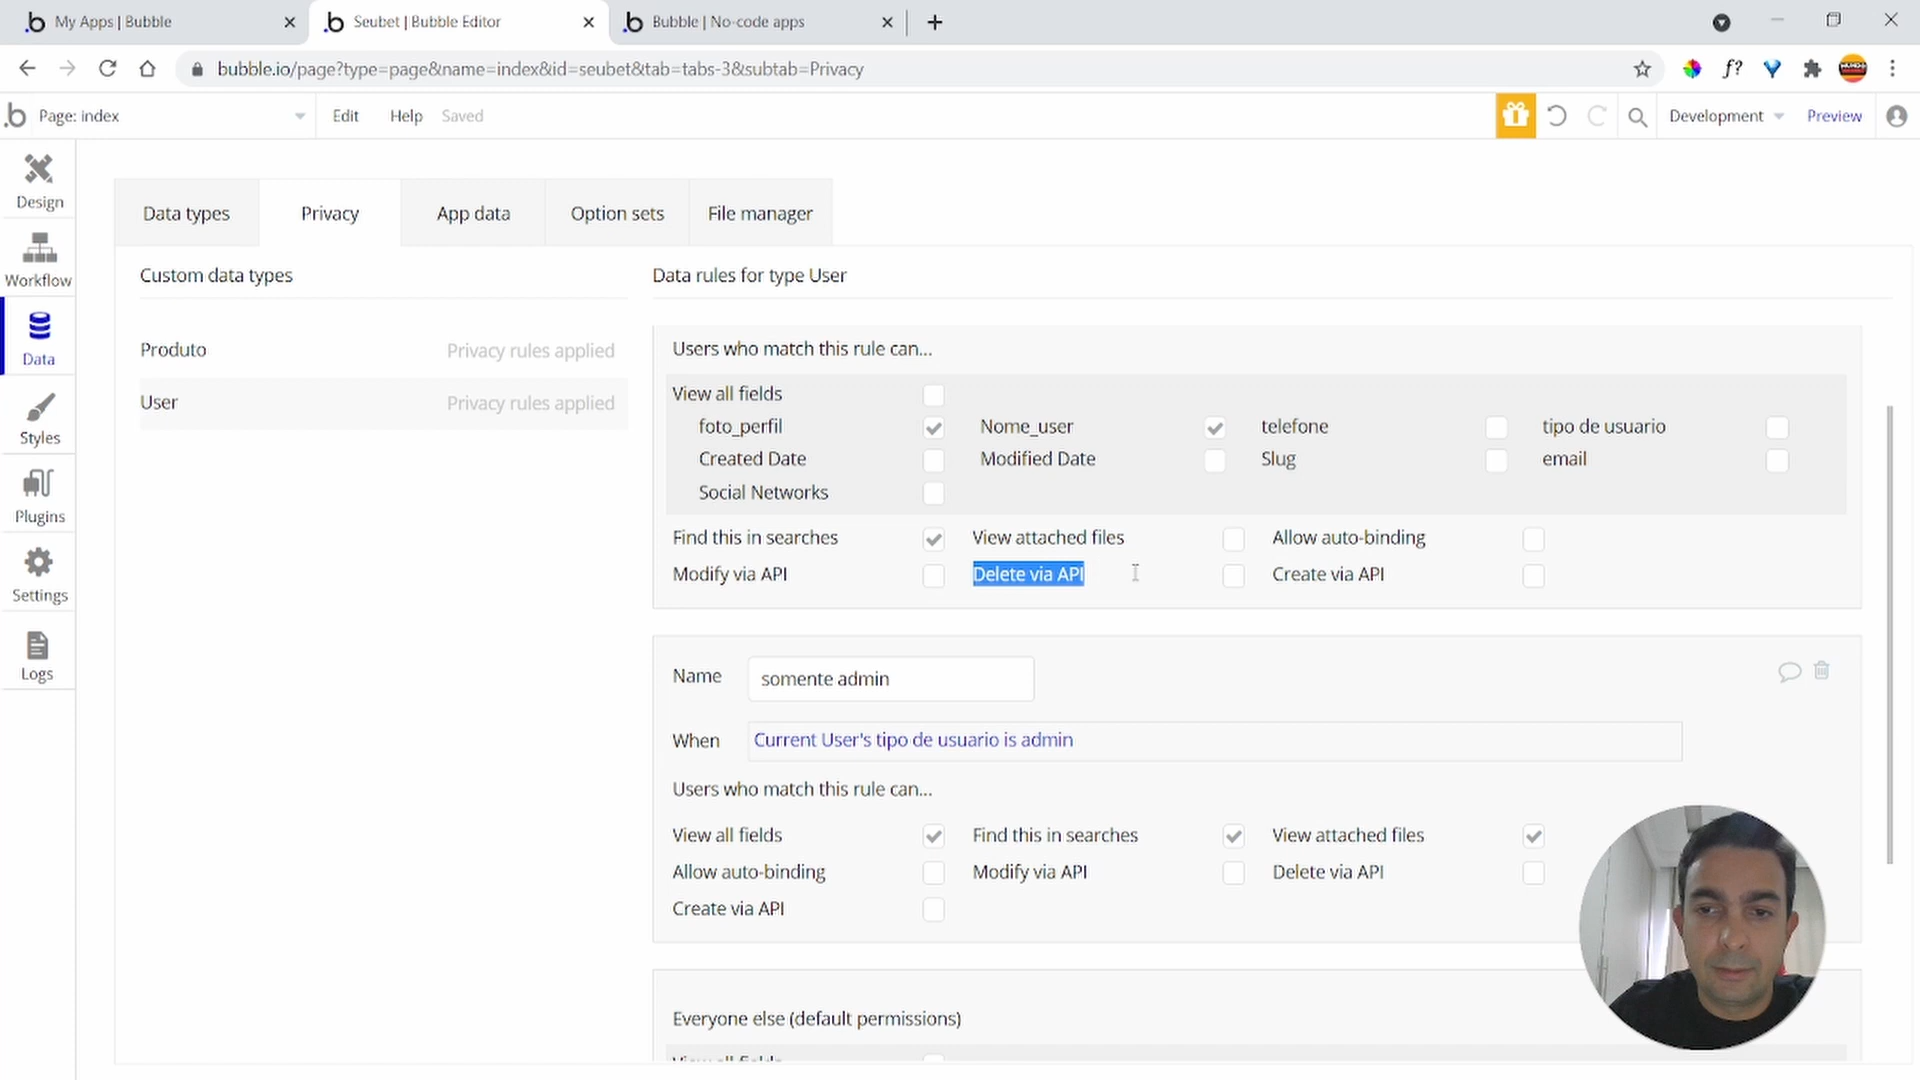 My Apps | Bubble
Seubet | Bubble Editor
Bubble | No-code apps
bubble.io/page?type=page&name=index&id=seubet&tab=tabs-3&subtab=Privacy
f?
Page: index
Edit
Help
Saved
Development
Preview
Design
Workflow
Data
Styles
Plugins
Settings
Logs
Data types
Privacy
App data
Option sets
File manager
Custom data types
Produto Privacy rules applied
User Privacy rules applied
Data rules for type User
Users who match this rule can...
View all fields
foto_perfil Nome_user telefone tipo de usuario
Created Date Modified Date Slug email
Social Networks
Find this in searches View attached files Allow auto-binding
Modify via API Delete via API Create via API
Name somente admin
When Current User's tipo de usuario is admin
Users who match this rule can...
View all fields Find this in searches View attached files
Allow auto-binding Modify via API Delete via API
Create via API
Everyone else (default permissions)
View all fields